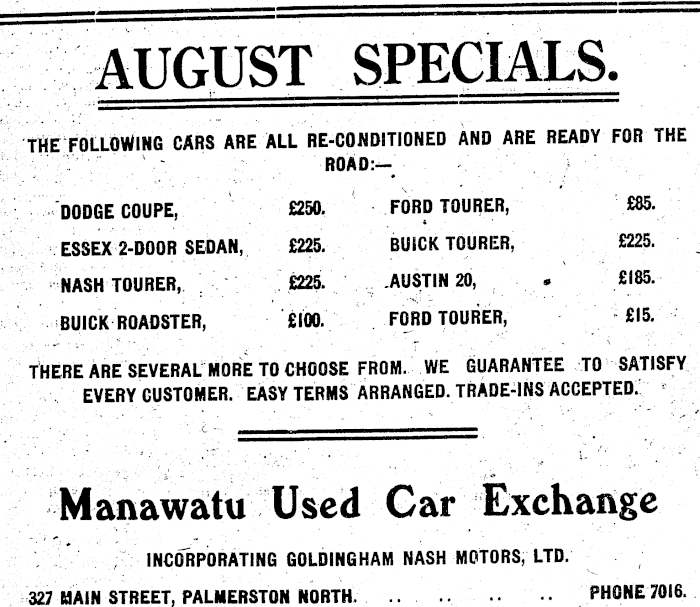 AUGUST SPECIALS.
THE FOLLOWING CARS ARE ALL RE-CONDITIONED AND ARE READY FOR THE
ROAD:—
DODGE COUPE, £250. FORD TOURER, £85.
ESSEX 2-DOOR SEDAN, £225. BUICK TOURER, £225.
NASH TOURER, £225. AUSTIN 20, £185.
BUICK ROADSTER, £100. FORD TOURER, £15.
THERE ARE SEVERAL MORE TO CHOOSE FROM. WE GUARANTEE TO SATISFY
EVERY CUSTOMER. EASY TERMS ARRANGED. TRADE-INS ACCEPTED.
Manawatu Used Car Exchange
INCORPORATING GOLDINGHAM NASH MOTORS, LTD.
327 MAIN STREET, PALMERSTON NORTH. .. .. .. .. PHONE 7016.